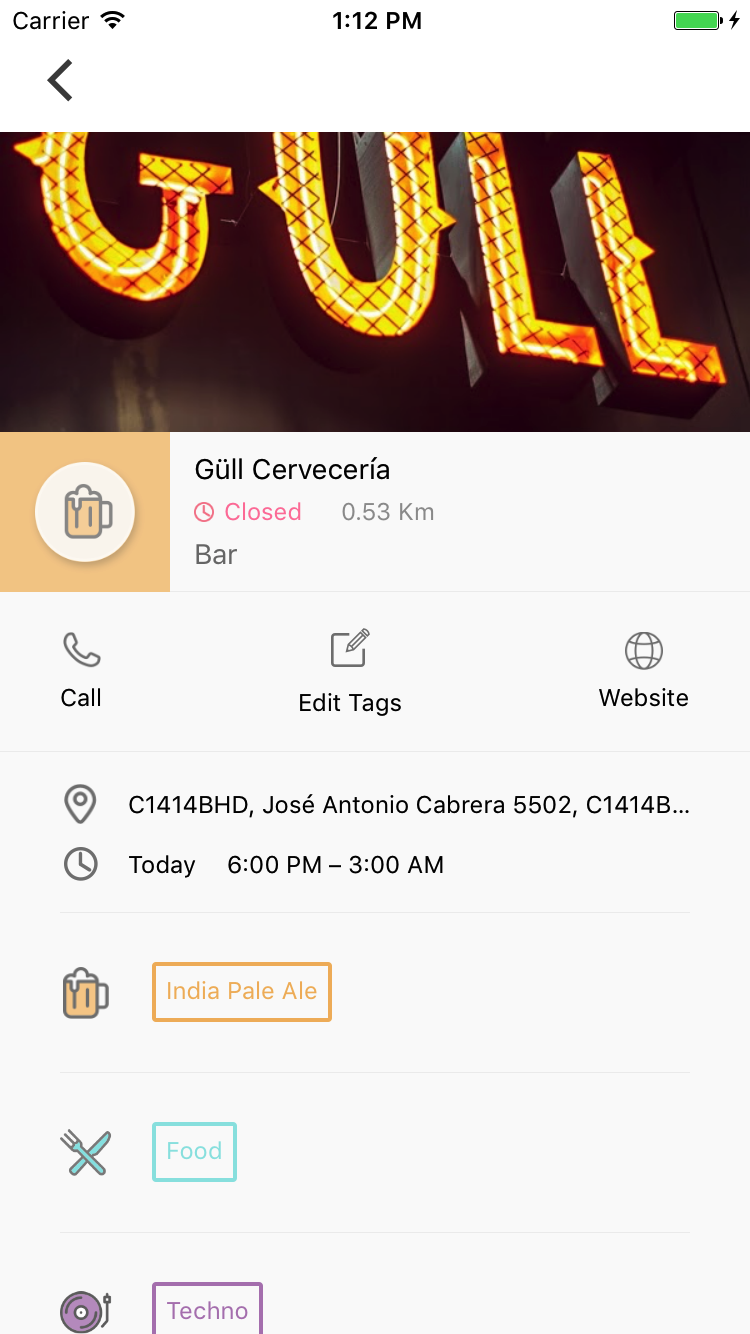 Carrier 1:12 PM
GÜLL
Güll Cervecería
Closed 0.53 Km
Bar
Call Edit Tags Website
C1414BHD, José Antonio Cabrera 5502, C1414B...
Today 6:00 PM – 3:00 AM
India Pale Ale
Food
Techno